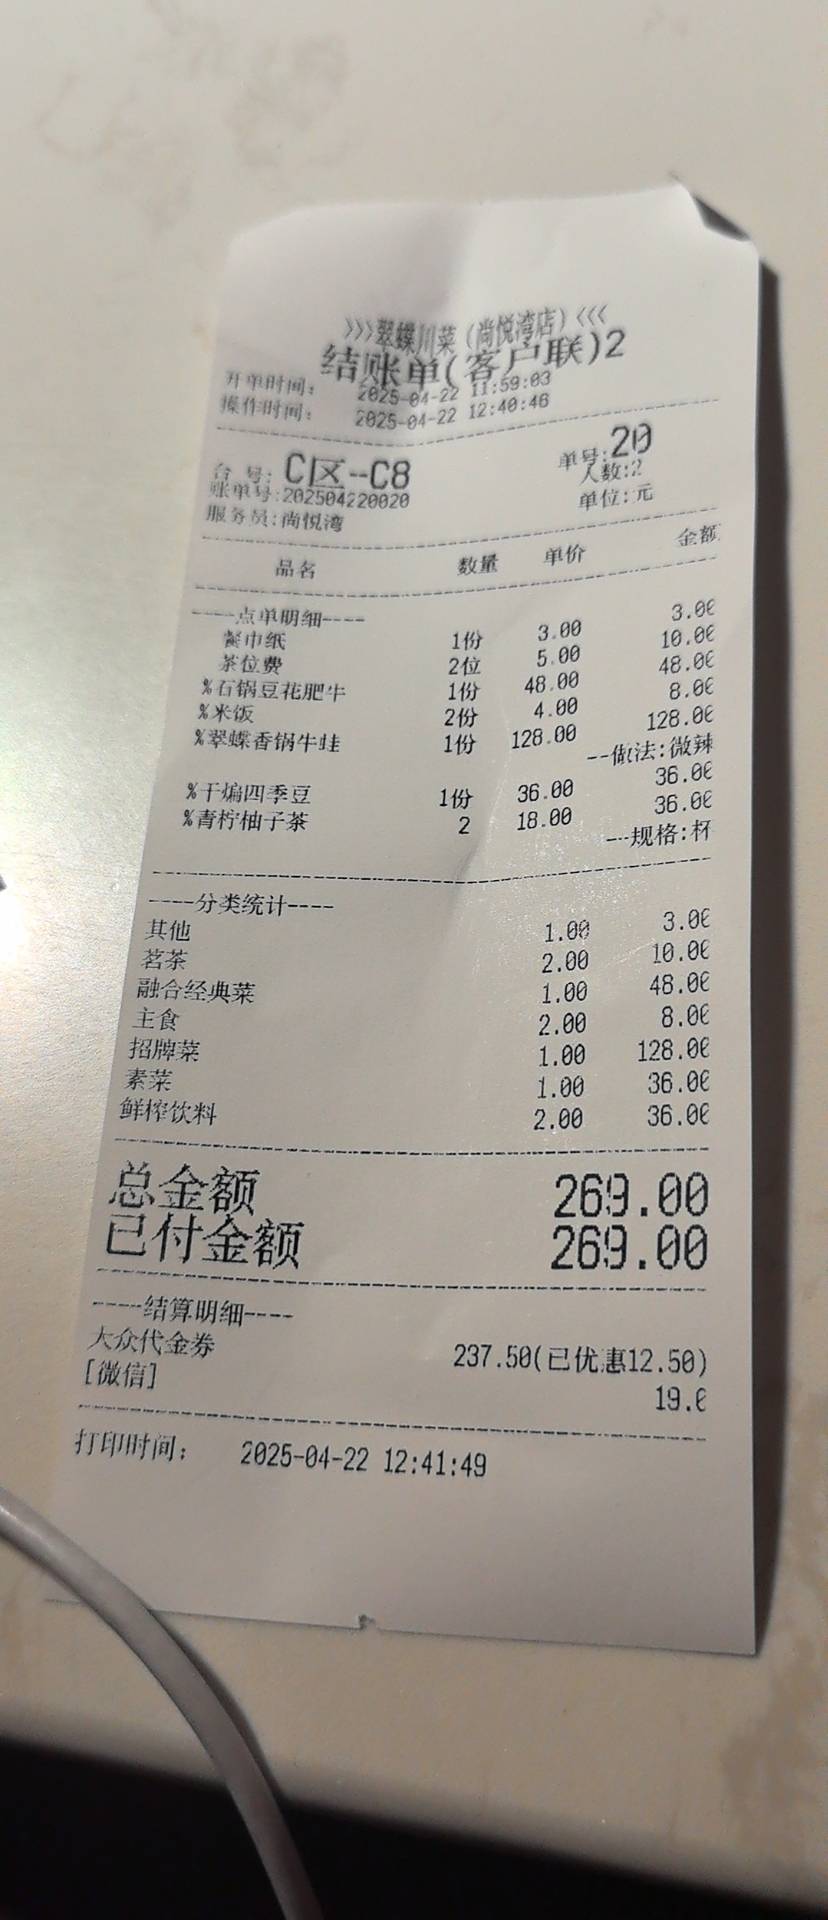 >>>翠蝶川菜(尚悦湾店)<<<
结账单(客户联)2
开单时间： 2025-04-22 11:59:03
操作时间： 2025-04-22 12:40:46
台 号: C区--C8 单号:20
账单号:202504220020 人数:2
服务员:尚悦湾 单位:元
品名 数量 单价 金额
----点单明细----
餐巾纸 1份 3.00 3.00
茶位费 2位 5.00 10.00
%石锅豆花肥牛 1份 48.00 48.00
%米饭 2份 4.00 8.00
%翠蝶香锅牛蛙 1份 128.00 128.00
--做法:微辣
%干煸四季豆 1份 36.00 36.00
%青柠柚子茶 2 18.00 36.00
---规格:杯
----分类统计----
其他 1.00 3.00
茗茶 2.00 10.00
融合经典菜 1.00 48.00
主食 2.00 8.00
招牌菜 1.00 128.00
素菜 1.00 36.00
鲜榨饮料 2.00 36.00
总金额 269.00
已付金额 269.00
----结算明细----
大众代金券 237.50(已优惠12.50)
[微信] 19.0
打印时间： 2025-04-22 12:41:49